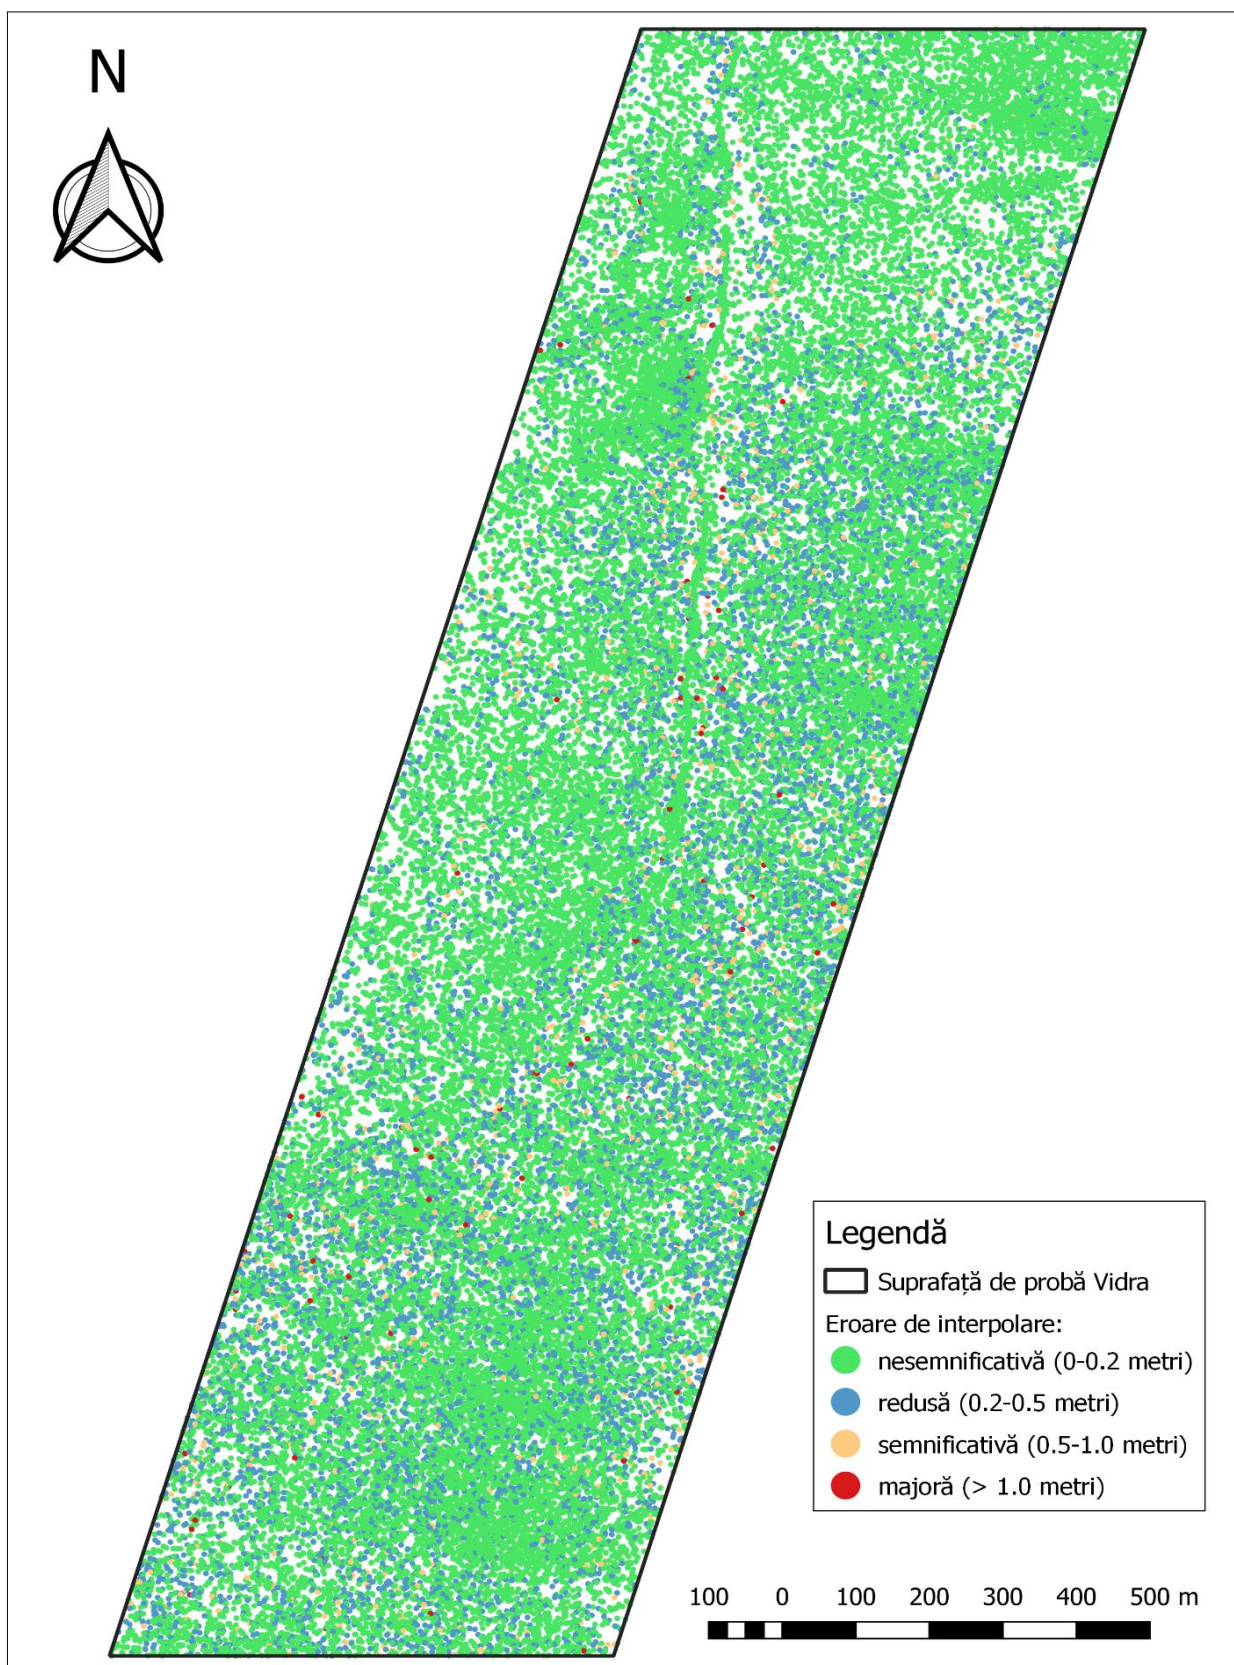 N
Legendă
Suprafață de probă Vidra
Eroare de interpolare:
nesemnificativă (0-0.2 metri)
redusă (0.2-0.5 metri)
semnificativă (0.5-1.0 metri)
majoră (> 1.0 metri)
100 0 100 200 300 400 500 m